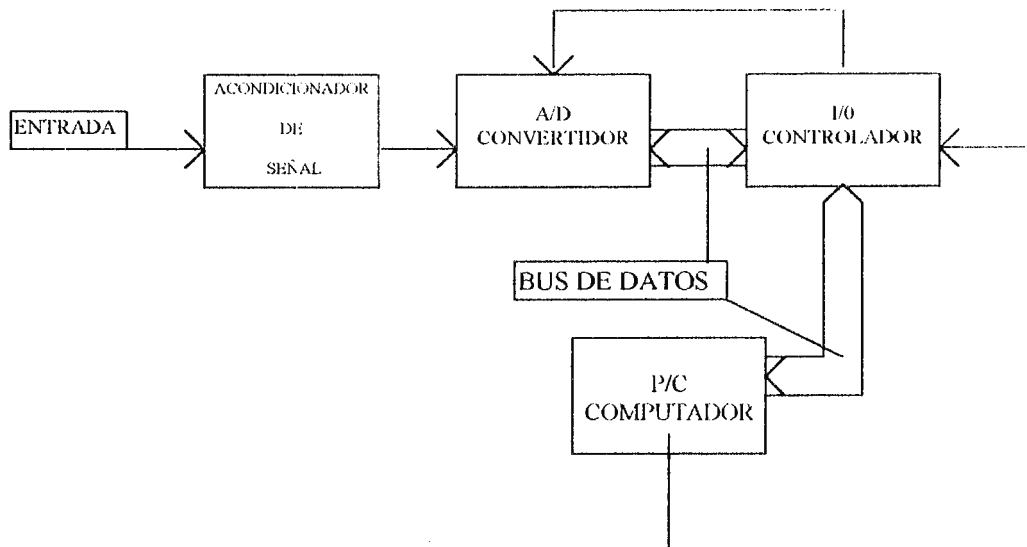 ENTRADA
ACONDICIONADOR
DE
SEÑAL
A/D
CONVERTIDOR
I/0
CONTROLADOR
BUS DE DATOS
P/C
COMPUTADOR